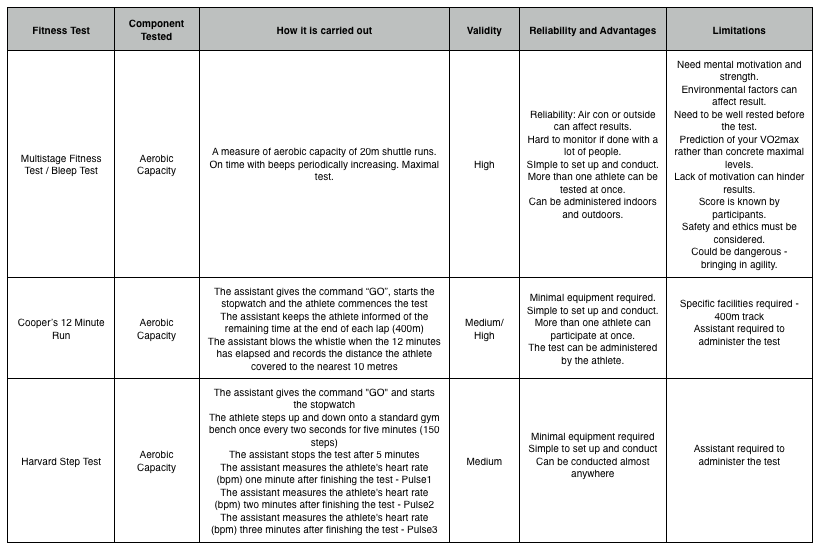 Fitness Test
Component
Tested
How it is carried out
Validity
Reliability and Advantages
Limitations
Multistage Fitness
Test / Bleep Test
Aerobic
Capacity
A measure of aerobic capacity of 20m shuttle runs.
On time with beeps periodically increasing. Maximal
test.
High
Reliability: Air con or outside
can affect results.
Hard to monitor if done with a
lot of people.
Simple to set up and conduct.
More than one athlete can be
tested at once.
Can be administered indoors
and outdoors.
Need mental motivation and
strength.
Environmental factors can
affect result.
Need to be well rested before
the test.
Prediction of your VO2max
rather than concrete maximal
levels.
Lack of motivation can hinder
results.
Score is known by
participants.
Safety and ethics must be
considered.
Could be dangerous -
bringing in agility.
Cooper's 12 Minute
Run
Aerobic
Capacity
The assistant gives the command “GO”, starts the
stopwatch and the athlete commences the test
The assistant keeps the athlete informed of the
remaining time at the end of each lap (400m)
The assistant blows the whistle when the 12 minutes
has elapsed and records the distance the athlete
covered to the nearest 10 metres
Medium/
High
Minimal equipment required.
Simple to set up and conduct.
More than one athlete can
participate at once.
The test can be administered
by the athlete.
Specific facilities required -
400m track
Assistant required to
administer the test
Harvard Step Test
Aerobic
Capacity
The assistant gives the command "GO" and starts
the stopwatch
The athlete steps up and down onto a standard gym
bench once every two seconds for five minutes (150
steps)
The assistant stops the test after 5 minutes
The assistant measures the athlete's heart rate
(bpm) one minute after finishing the test - Pulse1
The assistant measures the athlete's heart rate
(bpm) two minutes after finishing the test - Pulse2
The assistant measures the athlete's heart rate
(bpm) three minutes after finishing the test - Pulse3
Medium
Minimal equipment required
Simple to set up and conduct
Can be conducted almost
anywhere
Assistant required to
administer the test